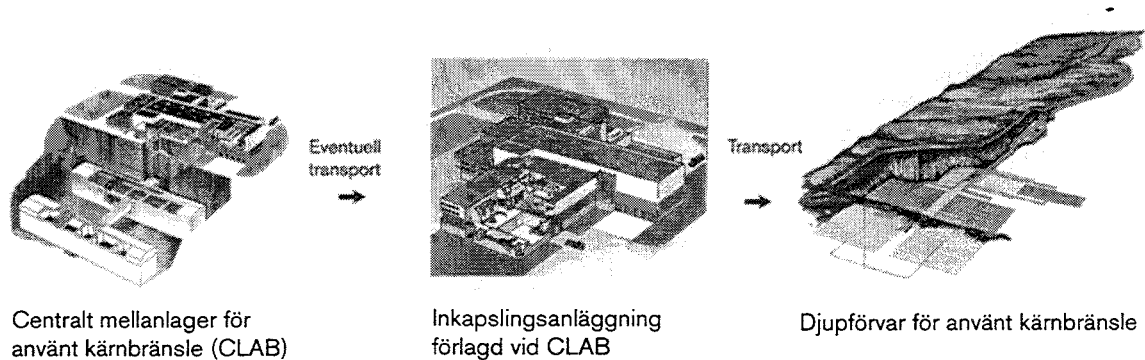 Eventuell
transport
Transport
Centralt mellanlager för
använt kärnbränsle (CLAB)
Inkapslingsanläggning
förlagd vid CLAB
Djupförvar för använt kärnbränsle